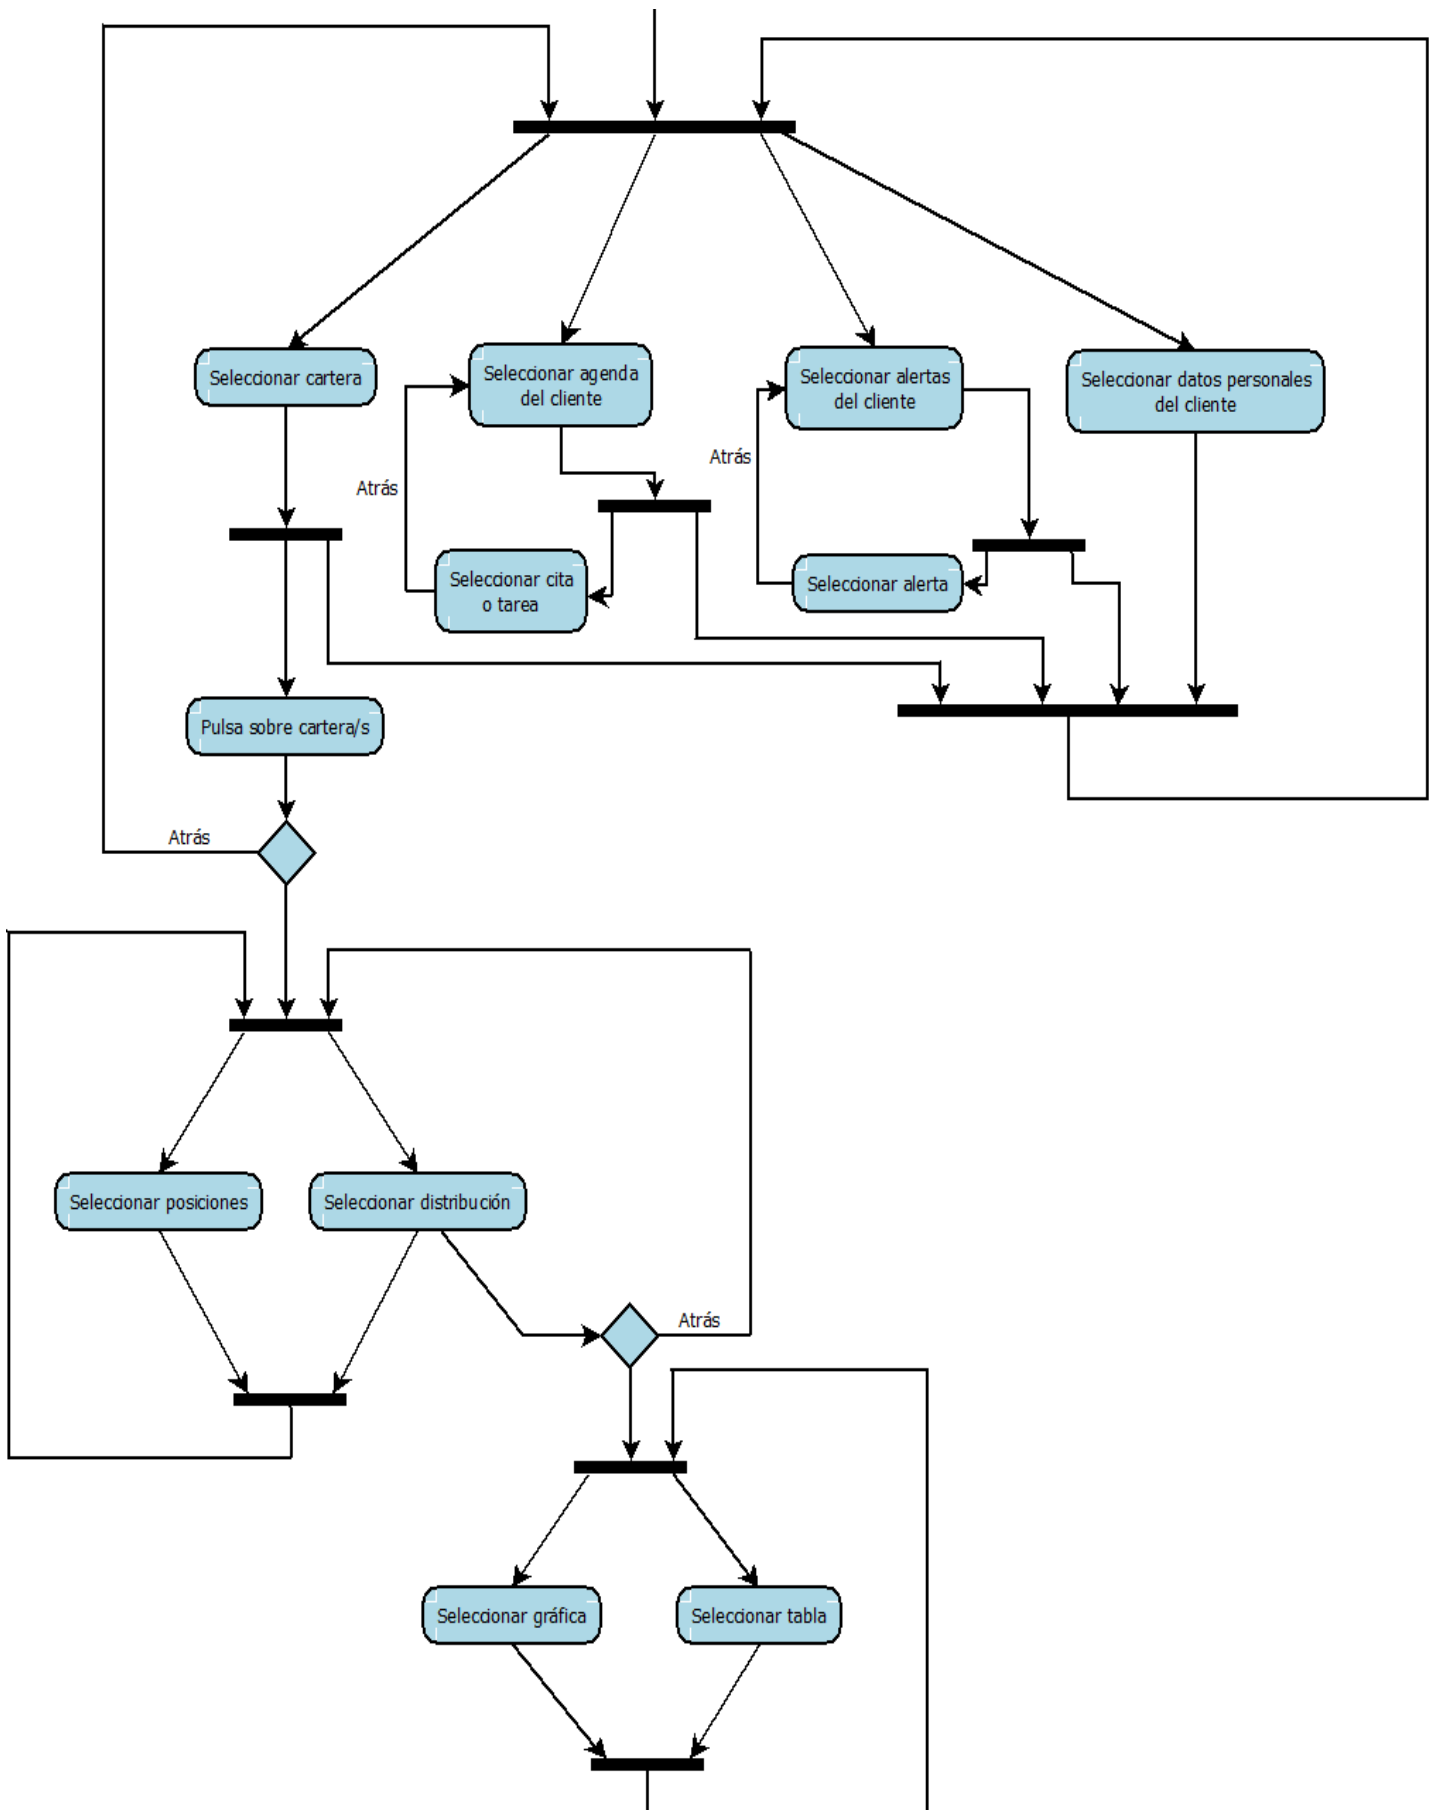 Seleccionar cartera
Seleccionar agenda
del cliente
Seleccionar alertas
del cliente
Seleccionar datos personales
del cliente
Atrás
Atrás
Seleccionar cita
o tarea
Seleccionar alerta
Pulsa sobre cartera/s
Atrás
Seleccionar posiciones
Seleccionar distribución
Atrás
Seleccionar gráfica
Seleccionar tabla